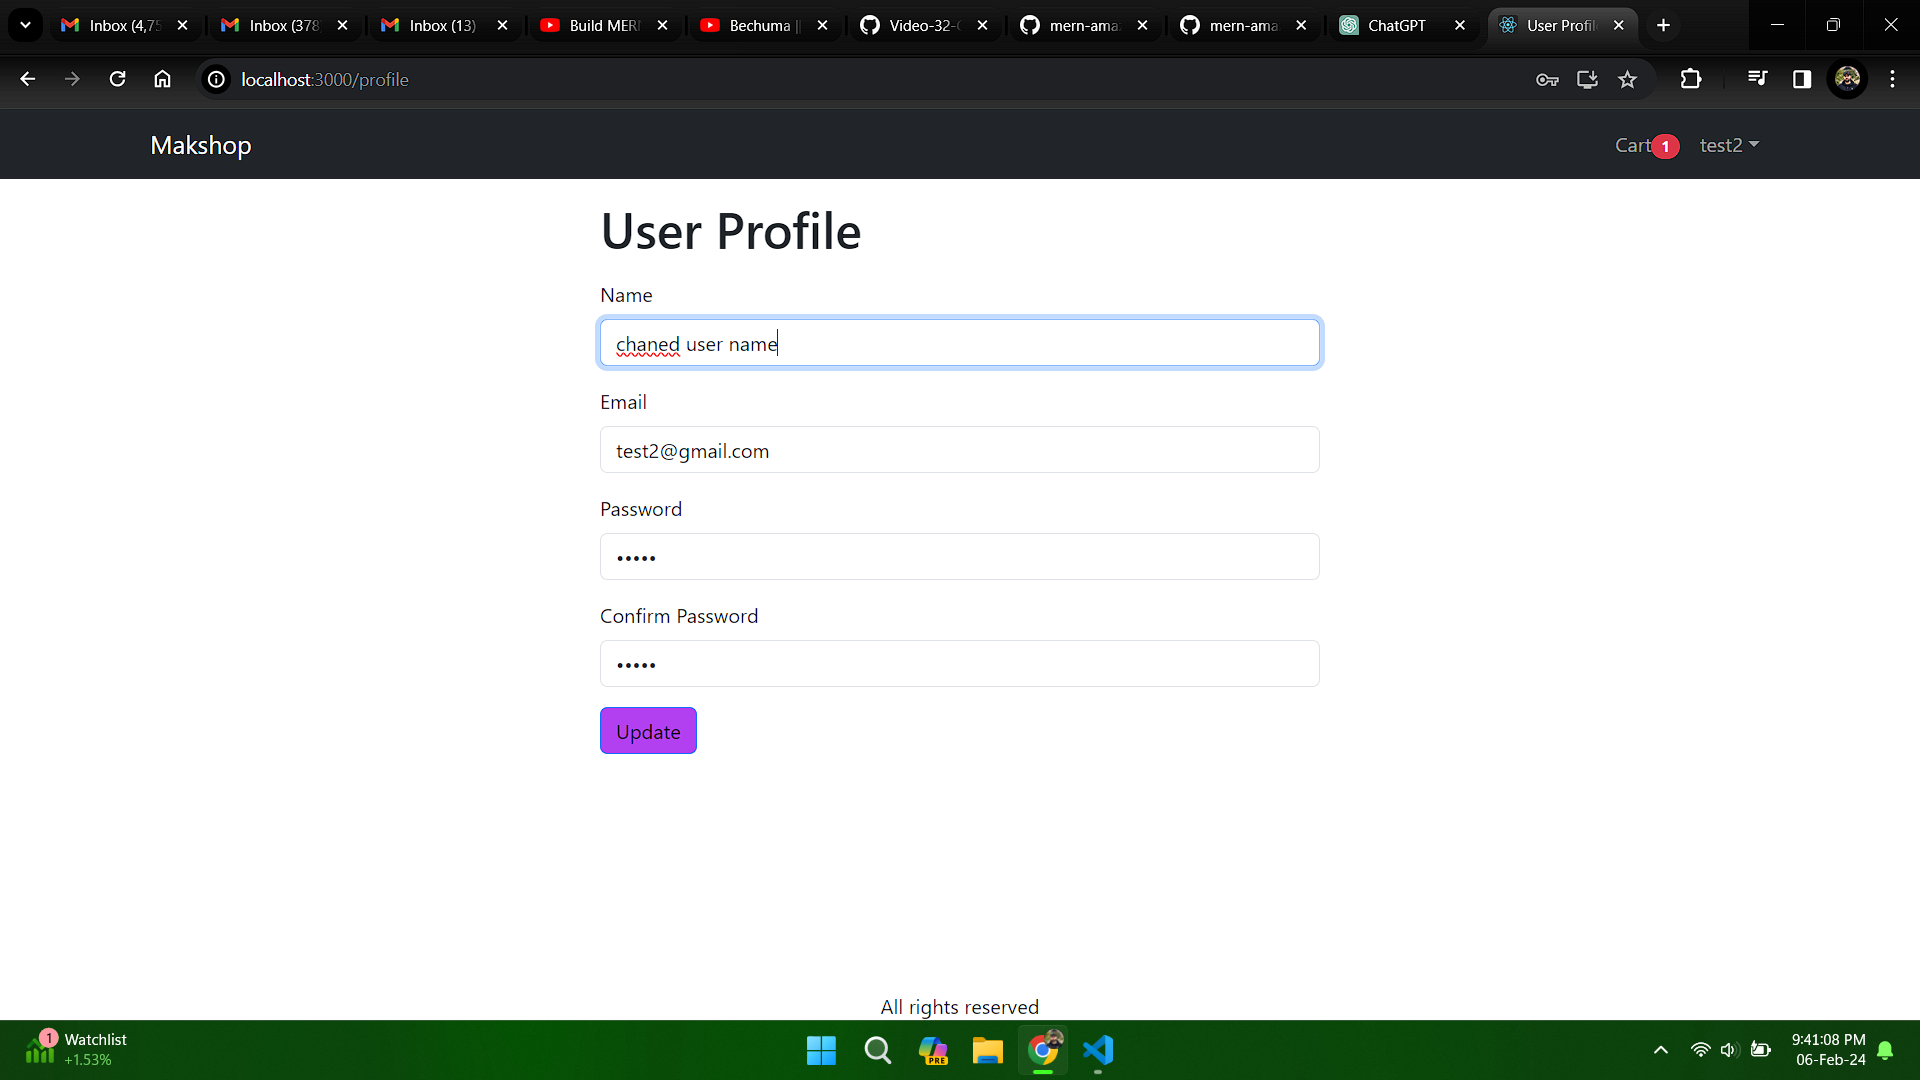 Inbox (4,75
Inbox (378
Inbox (13)
Build MERN
Bechuma ||
Video-32-
mern-ama
mern-ama
ChatGPT
User Profil
localhost:3000/profile
Makshop
Cart 1
test2
User Profile
Name
chaned user name
Email
test2@gmail.com
Password
•••••
Confirm Password
•••••
Update
All rights reserved
1
Watchlist
+1.53%
PRE
9:41:08 PM
06-Feb-24